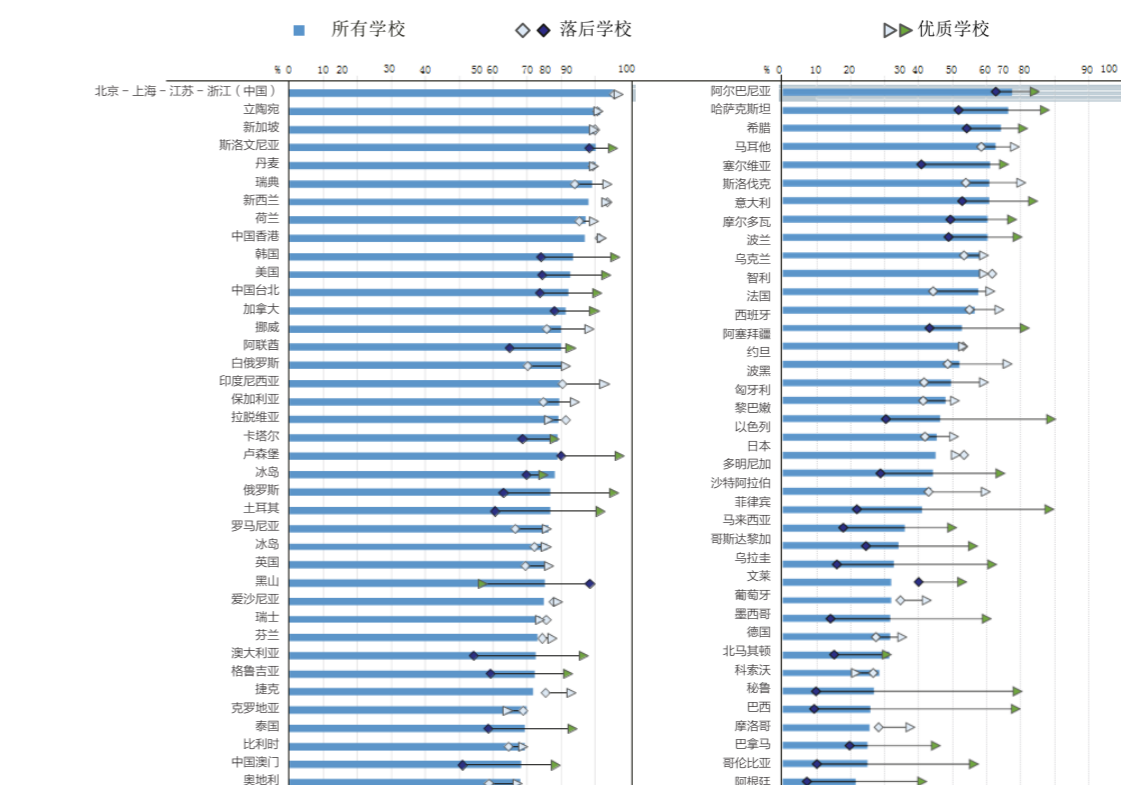 所有学校 落后学校 优质学校
% 0 10 20 30 40 50 60 70 80 90 100
北京－上海－江苏－浙江（中国）
立陶宛
新加坡
斯洛文尼亚
丹麦
瑞典
新西兰
荷兰
中国香港
韩国
美国
中国台北
加拿大
挪威
阿联酋
白俄罗斯
印度尼西亚
保加利亚
拉脱维亚
卡塔尔
卢森堡
冰岛
俄罗斯
土耳其
罗马尼亚
冰岛
英国
黑山
爱沙尼亚
瑞士
芬兰
澳大利亚
格鲁吉亚
捷克
克罗地亚
泰国
比利时
中国澳门
奥地利
% 0 10 20 30 40 50 60 70 80 90 100
阿尔巴尼亚
哈萨克斯坦
希腊
马耳他
塞尔维亚
斯洛伐克
意大利
摩尔多瓦
波兰
乌克兰
智利
法国
西班牙
阿塞拜疆
约旦
波黑
匈牙利
黎巴嫩
以色列
日本
多明尼加
沙特阿拉伯
菲律宾
马来西亚
哥斯达黎加
乌拉圭
文莱
葡萄牙
墨西哥
德国
北马其顿
科索沃
秘鲁
巴西
摩洛哥
巴拿马
哥伦比亚
阿根廷